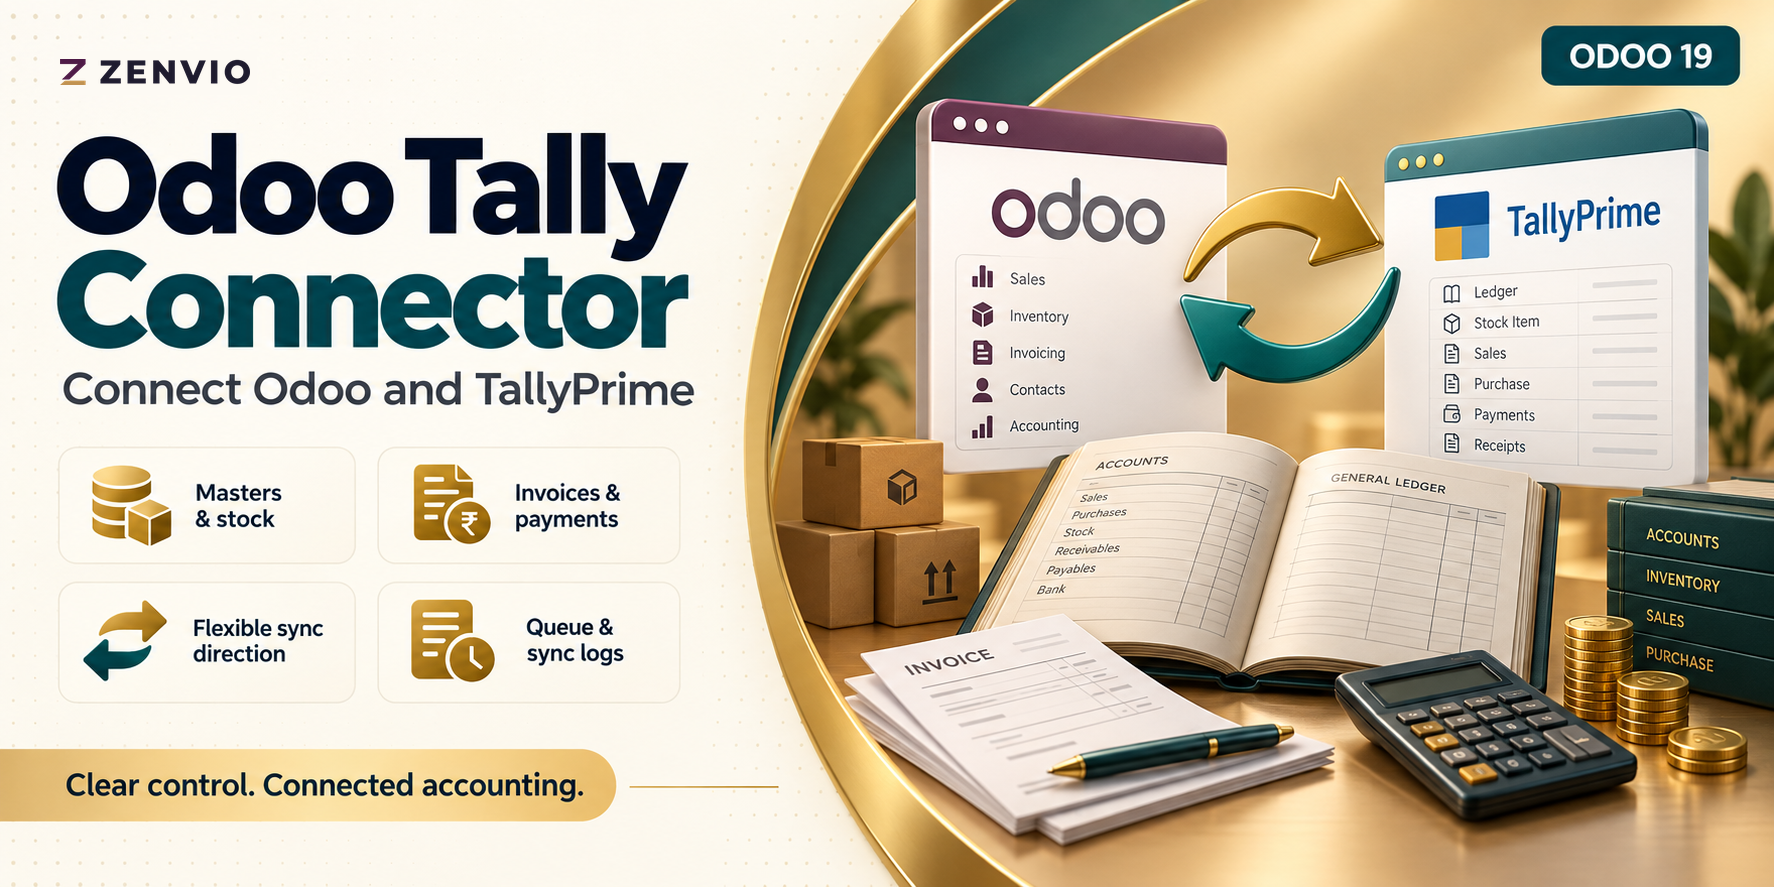 ZENVIO
ODOO 19
Odoo Tally
Connector
Connect Odoo and TallyPrime
Masters
& stock
Invoices &
payments
Flexible sync
direction
Queue &
sync logs
Clear control. Connected accounting.
odoo
Sales
Inventory
Invoicing
Contacts
Accounting
TallyPrime
Ledger
Stock Item
Sales
Purchase
Payments
Receipts
ACCOUNTS
Sales
Purchases
Stock
Receivables
Payables
Bank
GENERAL LEDGER
INVOICE
ACCOUNTS
INVENTORY
SALES
PURCHASE